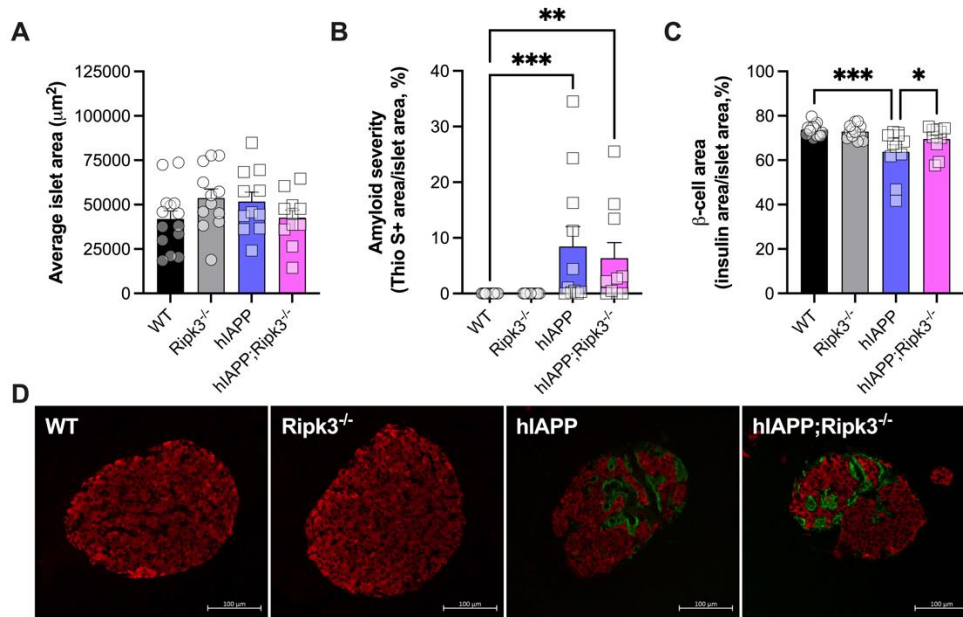 A
Average islet area (μm²)
125000
100000
75000
50000
25000
0
WT
Ripk3-/-
hIAPP
hIAPP;Ripk3-/-
B
Amyloid severity
(Thio S+ area/islet area, %)
40
30
20
10
0
**
***
WT
Ripk3-/-
hIAPP
hIAPP;Ripk3-/-
C
β-cell area
(insulin area/islet area,%)
100
80
60
40
20
0
***
*
WT
Ripk3-/-
hIAPP
hIAPP;Ripk3-/-
D
WT
100 μm
Ripk3-/-
100 μm
hIAPP
100 μm
hIAPP;Ripk3-/-
100 μm